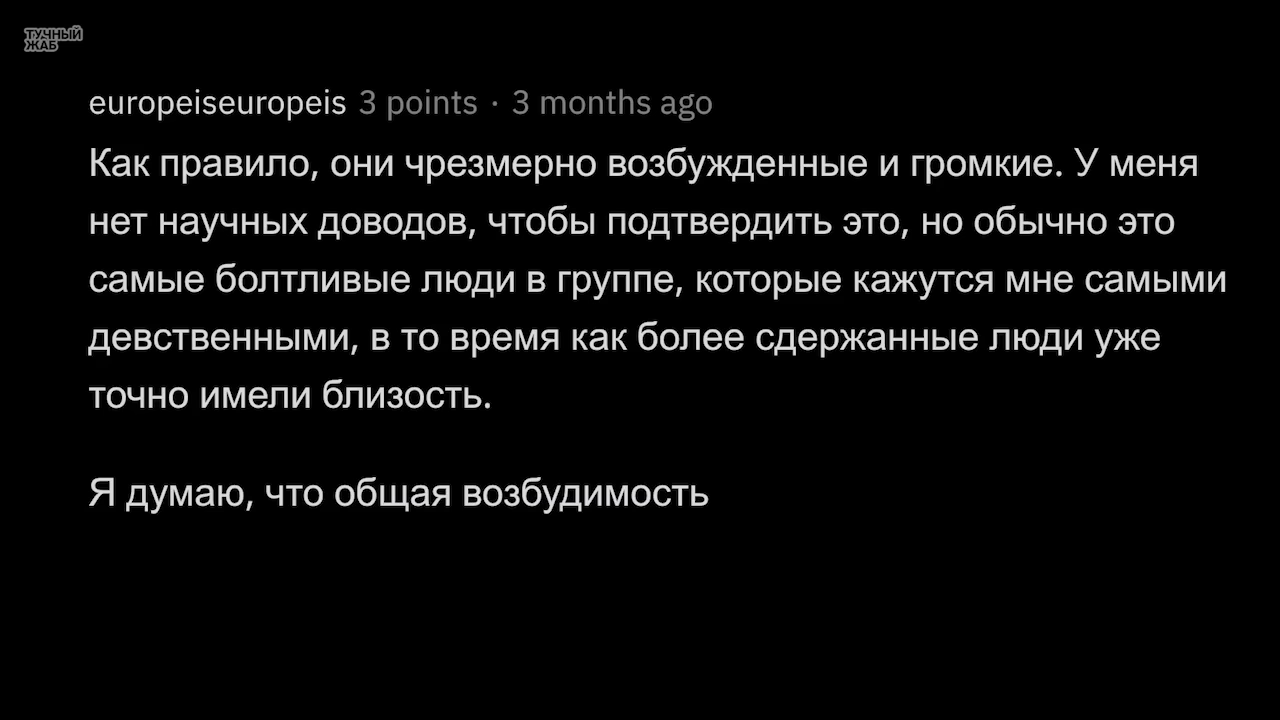 ТУЧНЫЙ
ЖАБ
europeiseuropeis 3 points · 3 months ago
Как правило, они чрезмерно возбужденные и громкие. У меня
нет научных доводов, чтобы подтвердить это, но обычно это
самые болтливые люди в группе, которые кажутся мне самыми
девственными, в то время как более сдержанные люди уже
точно имели близость.
Я думаю, что общая возбудимость